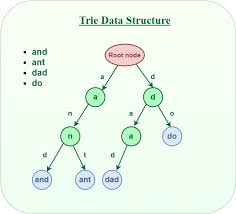 Trie Data Structure
and
ant
dad
do
Root node
a d
a d
n a o
n a do
d t d
and ant dad